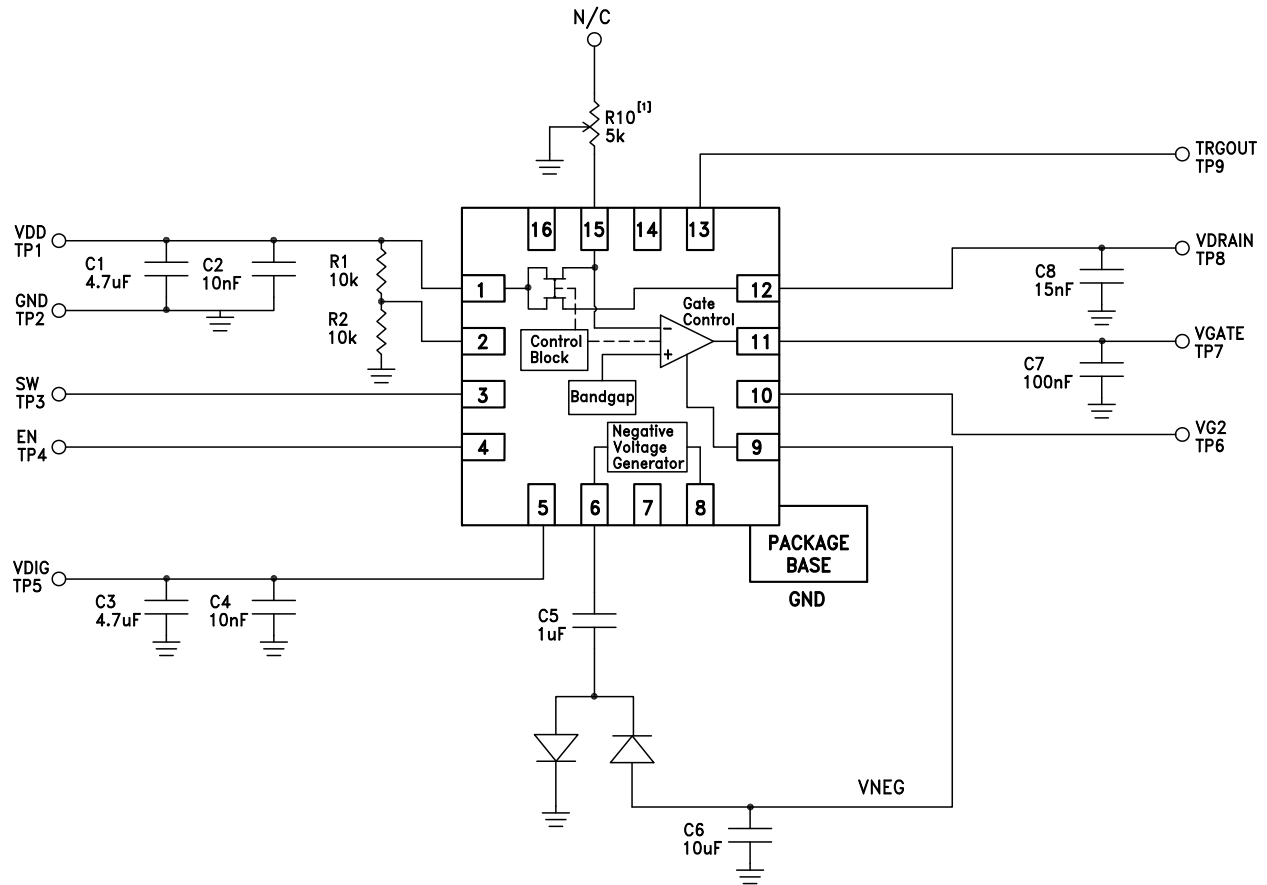 N/C
R10[1]
5k
TRGOUT
TP9
VDD
TP1
C1
4.7uF
C2
10nF
R1
10k
GND
TP2
R2
10k
SW
TP3
EN
TP4
16
15
14
13
1
2
3
4
12
11
10
9
5
6
7
8
Gate
Control
−
+
Control
Block
Bandgap
Negative
Voltage
Generator
VDRAIN
TP8
C8
15nF
VGATE
TP7
C7
100nF
VG2
TP6
PACKAGE
BASE
GND
VDIG
TP5
C3
4.7uF
C4
10nF
C5
1uF
VNEG
C6
10uF